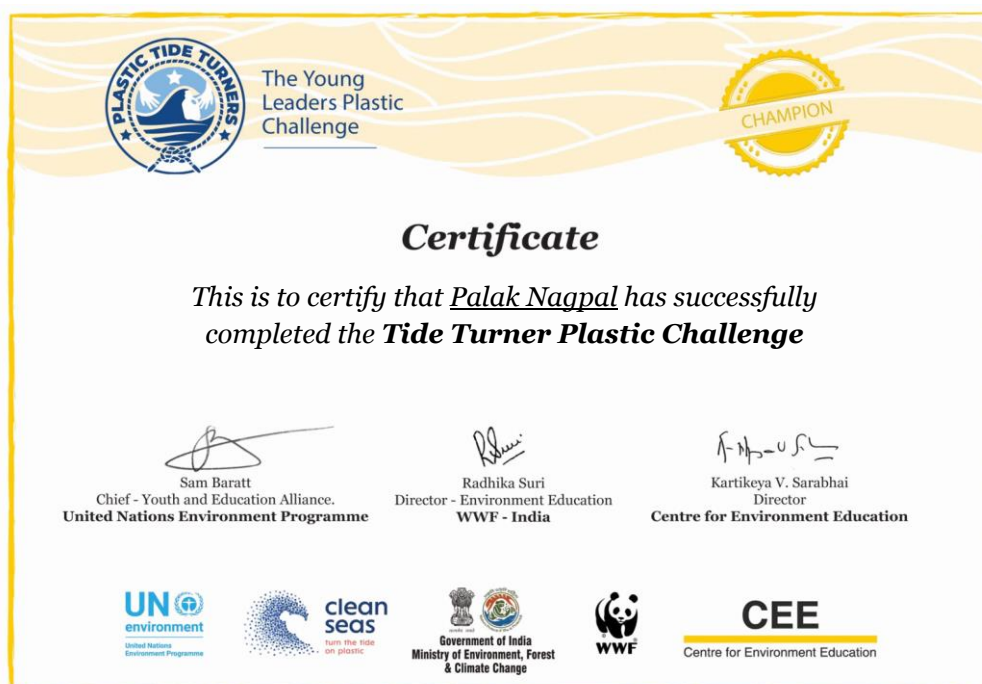 PLASTIC TIDE TURNERS
The Young
Leaders Plastic
Challenge
CHAMPION
Certificate
This is to certify that Palak Nagpal has successfully
completed the Tide Turner Plastic Challenge
Sam Baratt
Chief - Youth and Education Alliance.
United Nations Environment Programme
Radhika Suri
Director - Environment Education
WWF - India
Kartikeya V. Sarabhai
Director
Centre for Environment Education
UN
environment
United Nations
Environment Programme
clean
seas
turn the tide
on plastic
Government of India
Ministry of Environment, Forest
& Climate Change
WWF
CEE
Centre for Environment Education